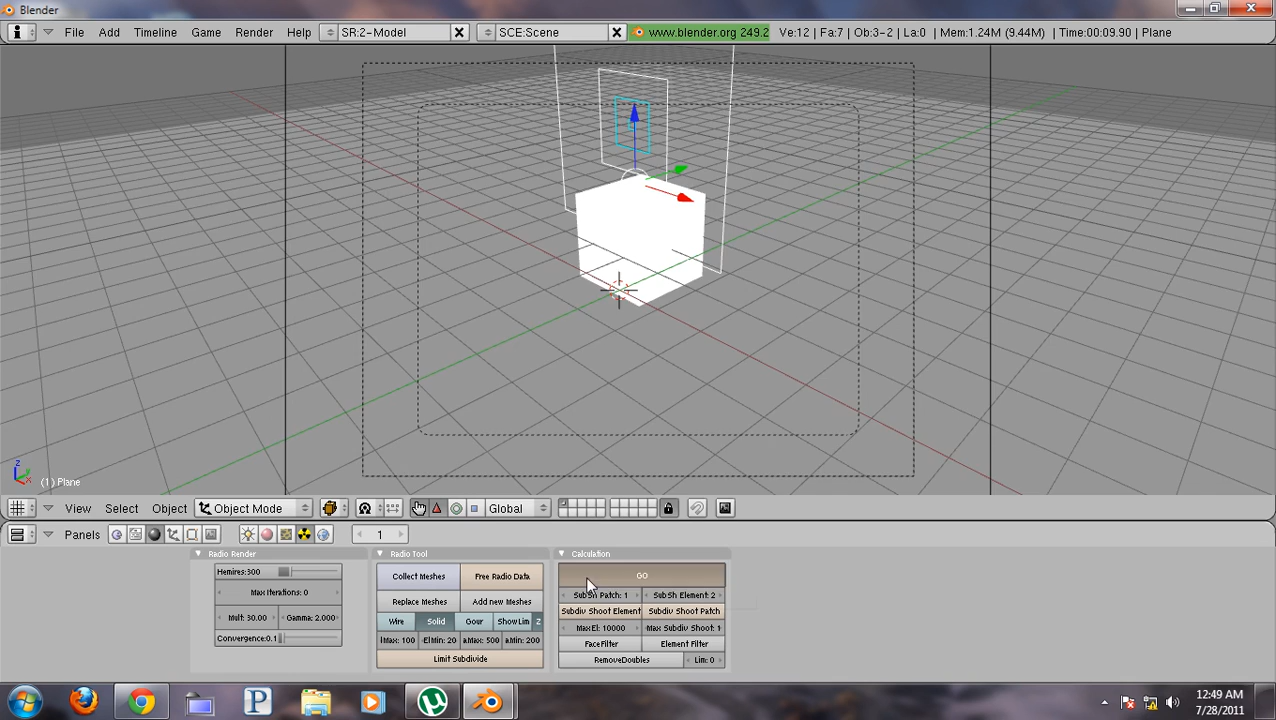 Blender
File Add Timeline Game Render Help SR:2-Model SCE:Scene www.blender.org 249.2 Ve:12 | Fa:7 | Ob:3-2 | La:0 | Mem:1.24M (9.44M) | Time:00:09.90 | Plane
(1) Plane
View Select Object Object Mode Global
Panels 1
Radio Render
Hemires:300
Max Iterations: 0
Mult: 30.00 Gamma: 2.000
Convergence:0.1
Radio Tool
Collect Meshes Free Radio Data
Replace Meshes Add new Meshes
Wire Solid Gour ShowLim Z
ElMin: 20 aMin: 200
Limit Subdivide
Calculation
GO
SubSh Patch: 1 SubSh Element: 2
Subdiv Shoot Element Subdiv Shoot Patch
MaxEl: 10000 Max Subdiv Shoot: 1
FaceFilter Element Filter
RemoveDoubles Lim: 0
12:49 AM
7/28/2011